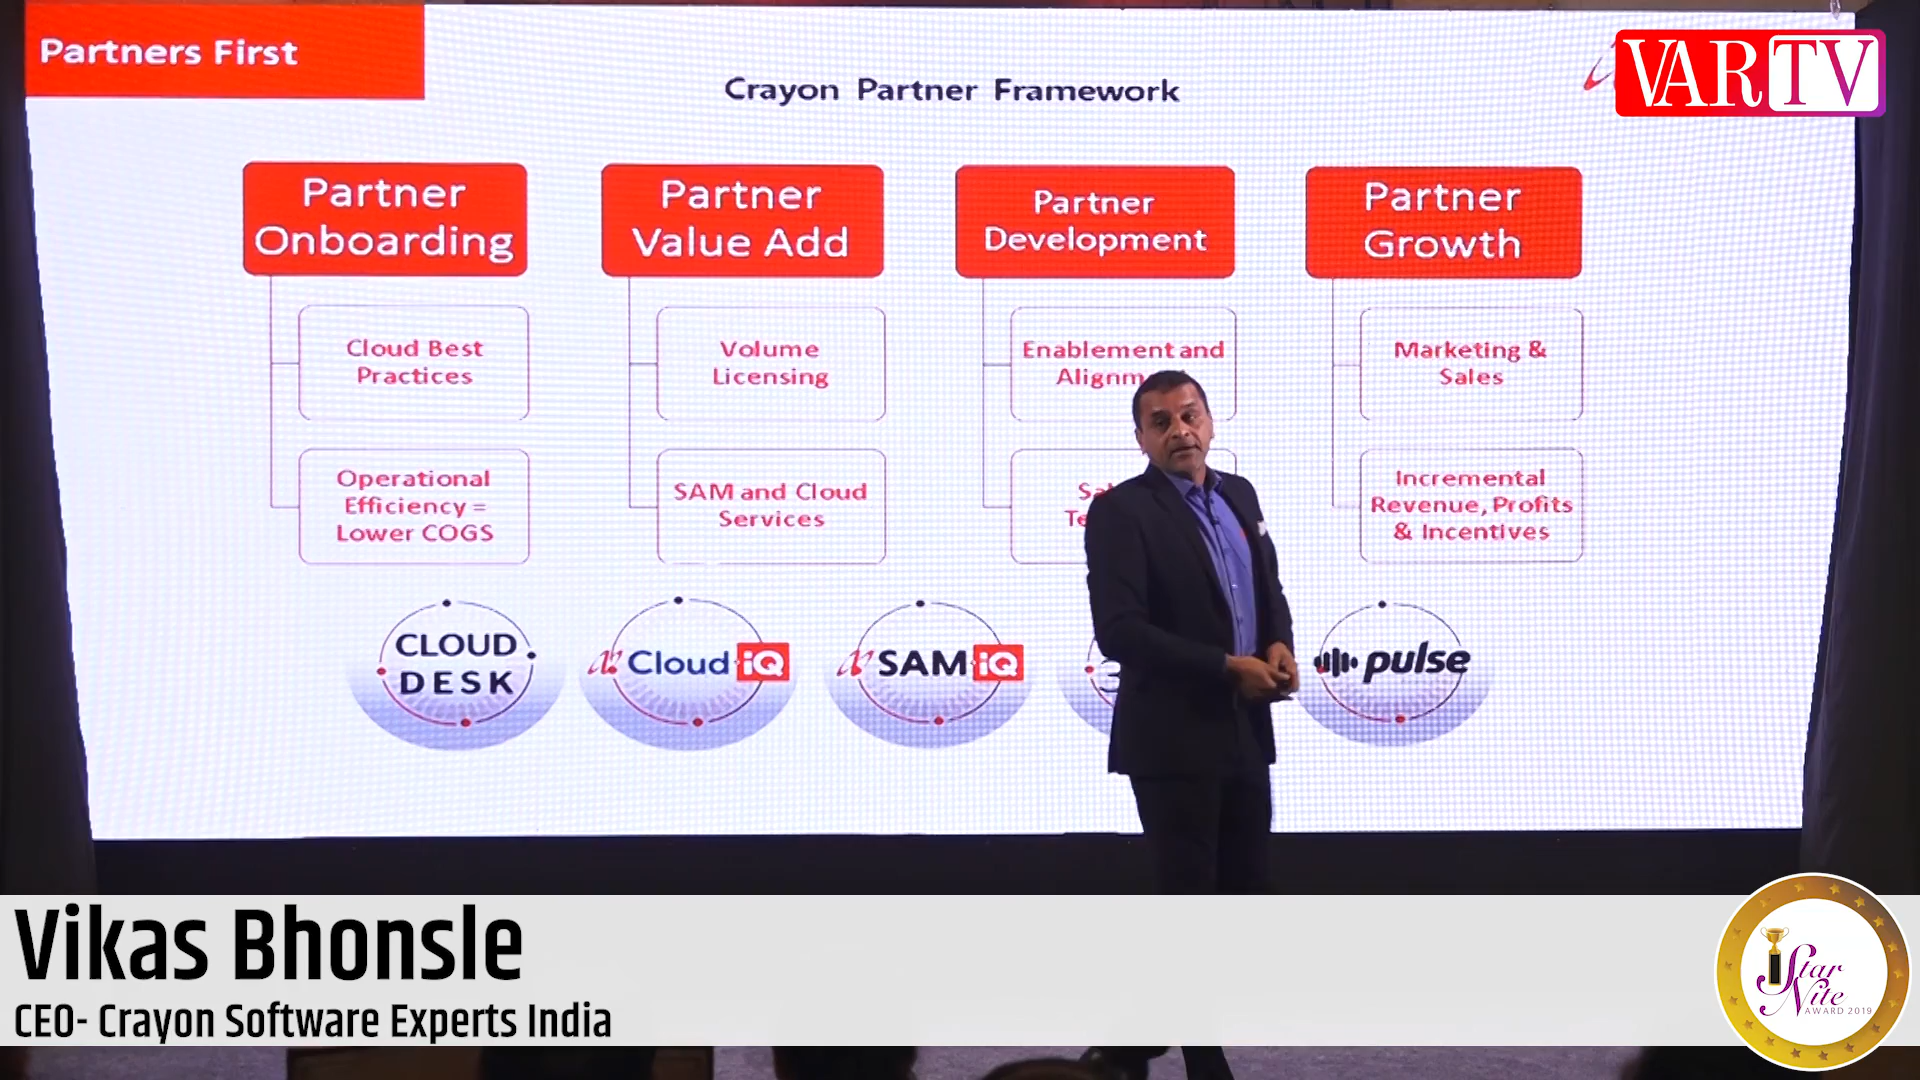 Partners First
VARTV
Crayon Partner Framework
Partner
Onboarding
Cloud Best
Practices
Operational
Efficiency =
Lower COGS
Partner
Value Add
Volume
Licensing
SAM and Cloud
Services
Partner
Development
Enablement and
Partner
Growth
Marketing &
Sales
Incremental
Revenue, Profits
& Incentives
CLOUD
DESK
Cloud iQ
SAM iQ
pulse
Vikas Bhonsle
CEO- Crayon Software Experts India
Star
Nite
AWARD 2019